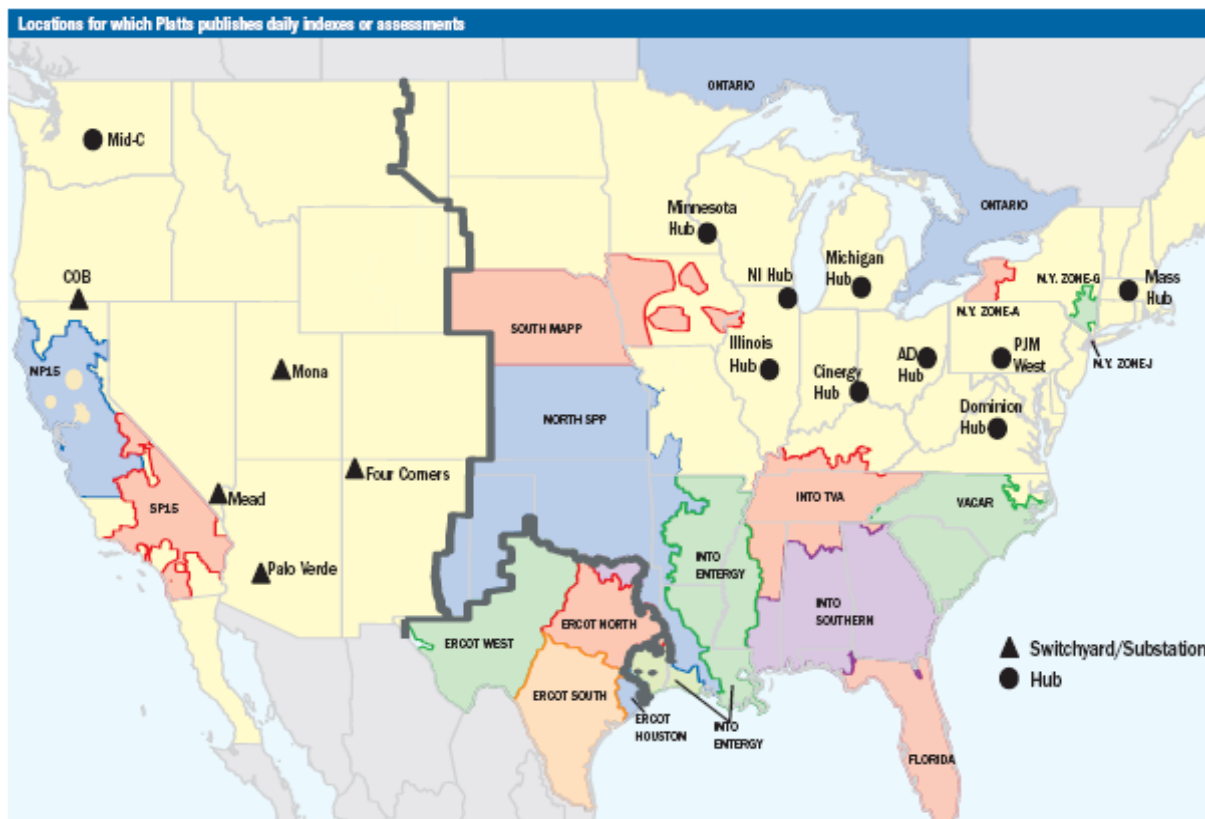 Locations for which Platts publishes daily indexes or assessments
ONTARIO
Mid-C
ONTARIO
Minnesota
Hub
Michigan
Hub
NI Hub
COB
N.Y. ZONE-G
Mass
Hub
N.Y. ZONE-A
SOUTH MAPP
Illinois
Hub
AD
Hub
PJM
West
N.Y. ZONE-J
NP15
Mona
Cinergy
Hub
Dominion
Hub
NORTH SPP
Four Corners
Mead
SP15
INTO TVA
VACAR
Palo Verde
INTO
ENTERGY
INTO
SOUTHERN
ERCOT NORTH
ERCOT WEST
ERCOT SOUTH
ERCOT
HOUSTON
INTO
ENTERGY
FLORIDA
Switchyard/Substation
Hub